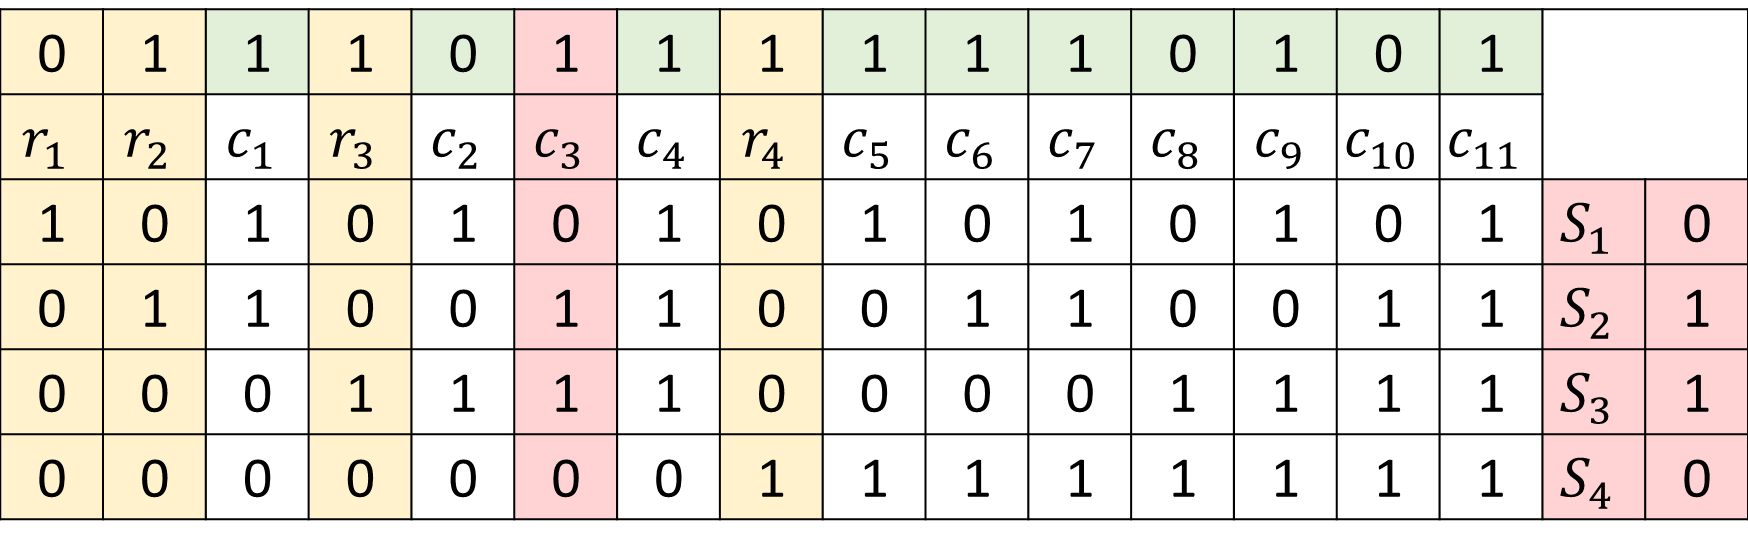 0 1 1 1 0 1 1 1 1 1 1 0 1 0 1
r₁ r₂ c₁ r₃ c₂ c₃ c₄ r₄ c₅ c₆ c₇ c₈ c₉ c₁₀ c₁₁
1 0 1 0 1 0 1 0 1 0 1 0 1 0 1 S₁ 0
0 1 1 0 0 1 1 0 0 1 1 0 0 1 1 S₂ 1
0 0 0 1 1 1 1 0 0 0 0 1 1 1 1 S₃ 1
0 0 0 0 0 0 0 1 1 1 1 1 1 1 1 S₄ 0